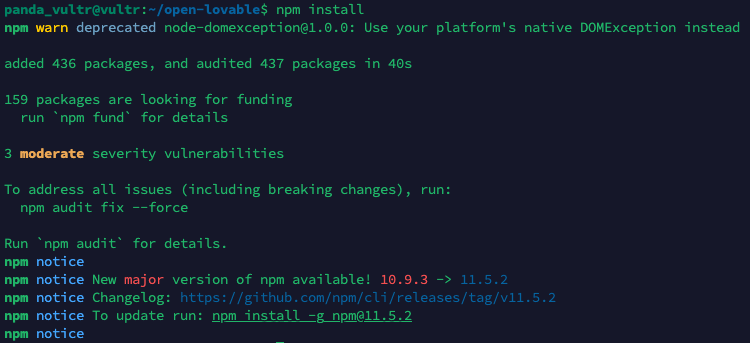 panda_vultr@vultr:~/open-lovable$ npm install
npm warn deprecated node-domexception@1.0.0: Use your platform's native DOMException instead
added 436 packages, and audited 437 packages in 40s
159 packages are looking for funding
  run `npm fund` for details
3 moderate severity vulnerabilities
To address all issues (including breaking changes), run:
  npm audit fix --force
Run `npm audit` for details.
npm notice
npm notice New major version of npm available! 10.9.3 -> 11.5.2
npm notice Changelog: https://github.com/npm/cli/releases/tag/v11.5.2
npm notice To update run: npm install -g npm@11.5.2
npm notice